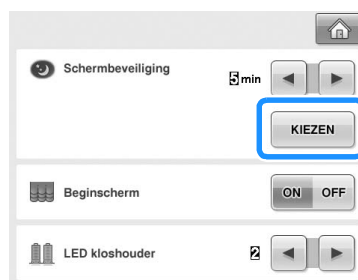 Schermbeveiliging 5 min
KIEZEN
Beginscherm ON OFF
LED kloshouder 2